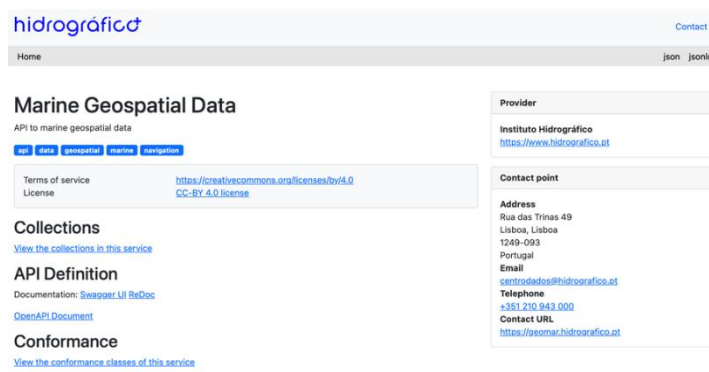 hidrográfico+
Contact
Home
json jsonl
Marine Geospatial Data
API to marine geospatial data
api data geospatial marine navigation
Terms of service https://creativecommons.org/licenses/by/4.0
License CC-BY 4.0 license
Collections
View the collections in this service
API Definition
Documentation: Swagger UI ReDoc
OpenAPI Document
Conformance
View the conformance classes of this service
Provider
Instituto Hidrográfico
https://www.hidrografico.pt
Contact point
Address
Rua das Trinas 49
Lisboa, Lisboa
1249-093
Portugal
Email
centrodados@hidrografico.pt
Telephone
+351 210 943 000
Contact URL
https://geomar.hidrografico.pt